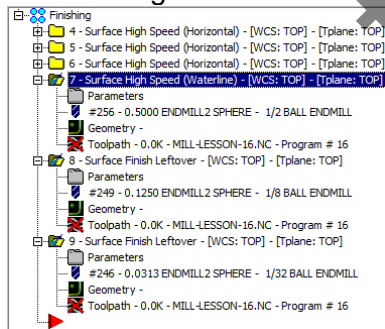 Finishing
4 - Surface High Speed (Horizontal) - [WCS: TOP] - [Tplane: TOP]
5 - Surface High Speed (Horizontal) - [WCS: TOP] - [Tplane: TOP]
6 - Surface High Speed (Horizontal) - [WCS: TOP] - [Tplane: TOP]
7 - Surface High Speed (Waterline) - [WCS: TOP] - [Tplane: TOP]
Parameters
#256 - 0.5000 ENDMILL2 SPHERE - 1/2 BALL ENDMILL
Geometry -
Toolpath - 0.0K - MILL-LESSON-16.NC - Program # 16
8 - Surface Finish Leftover - [WCS: TOP] - [Tplane: TOP]
Parameters
#249 - 0.1250 ENDMILL2 SPHERE - 1/8 BALL ENDMILL
Geometry -
Toolpath - 0.0K - MILL-LESSON-16.NC - Program # 16
9 - Surface Finish Leftover - [WCS: TOP] - [Tplane: TOP]
Parameters
#246 - 0.0313 ENDMILL2 SPHERE - 1/32 BALL ENDMILL
Geometry -
Toolpath - 0.0K - MILL-LESSON-16.NC - Program # 16